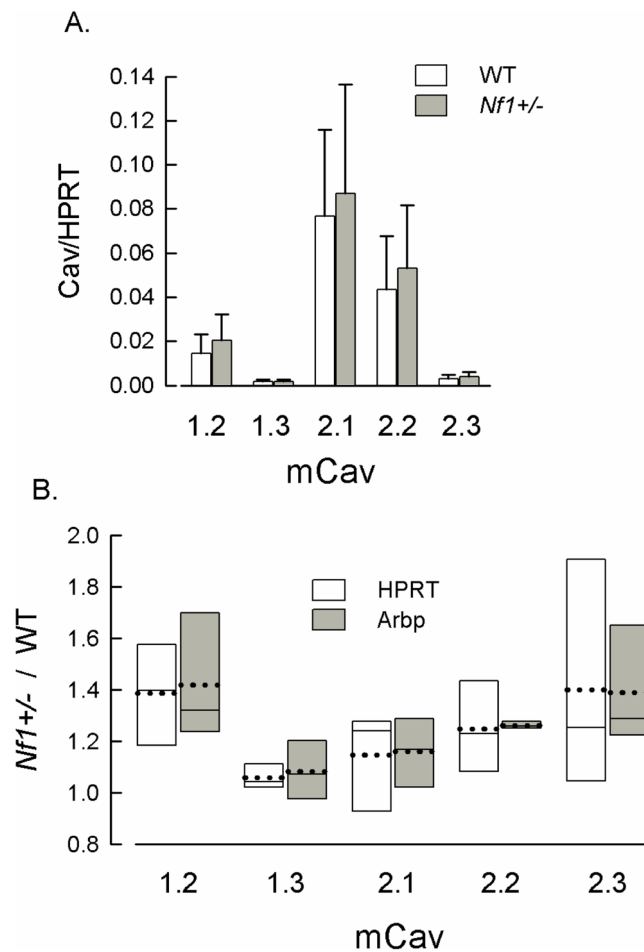 A.
WT
Nf1+/-
Cav/HPRT
0.14
0.12
0.10
0.08
0.06
0.04
0.02
0.00
1.2 1.3 2.1 2.2 2.3
mCav
B.
HPRT
Arbp
Nf1+/- / WT
2.0
1.8
1.6
1.4
1.2
1.0
0.8
1.2 1.3 2.1 2.2 2.3
mCav